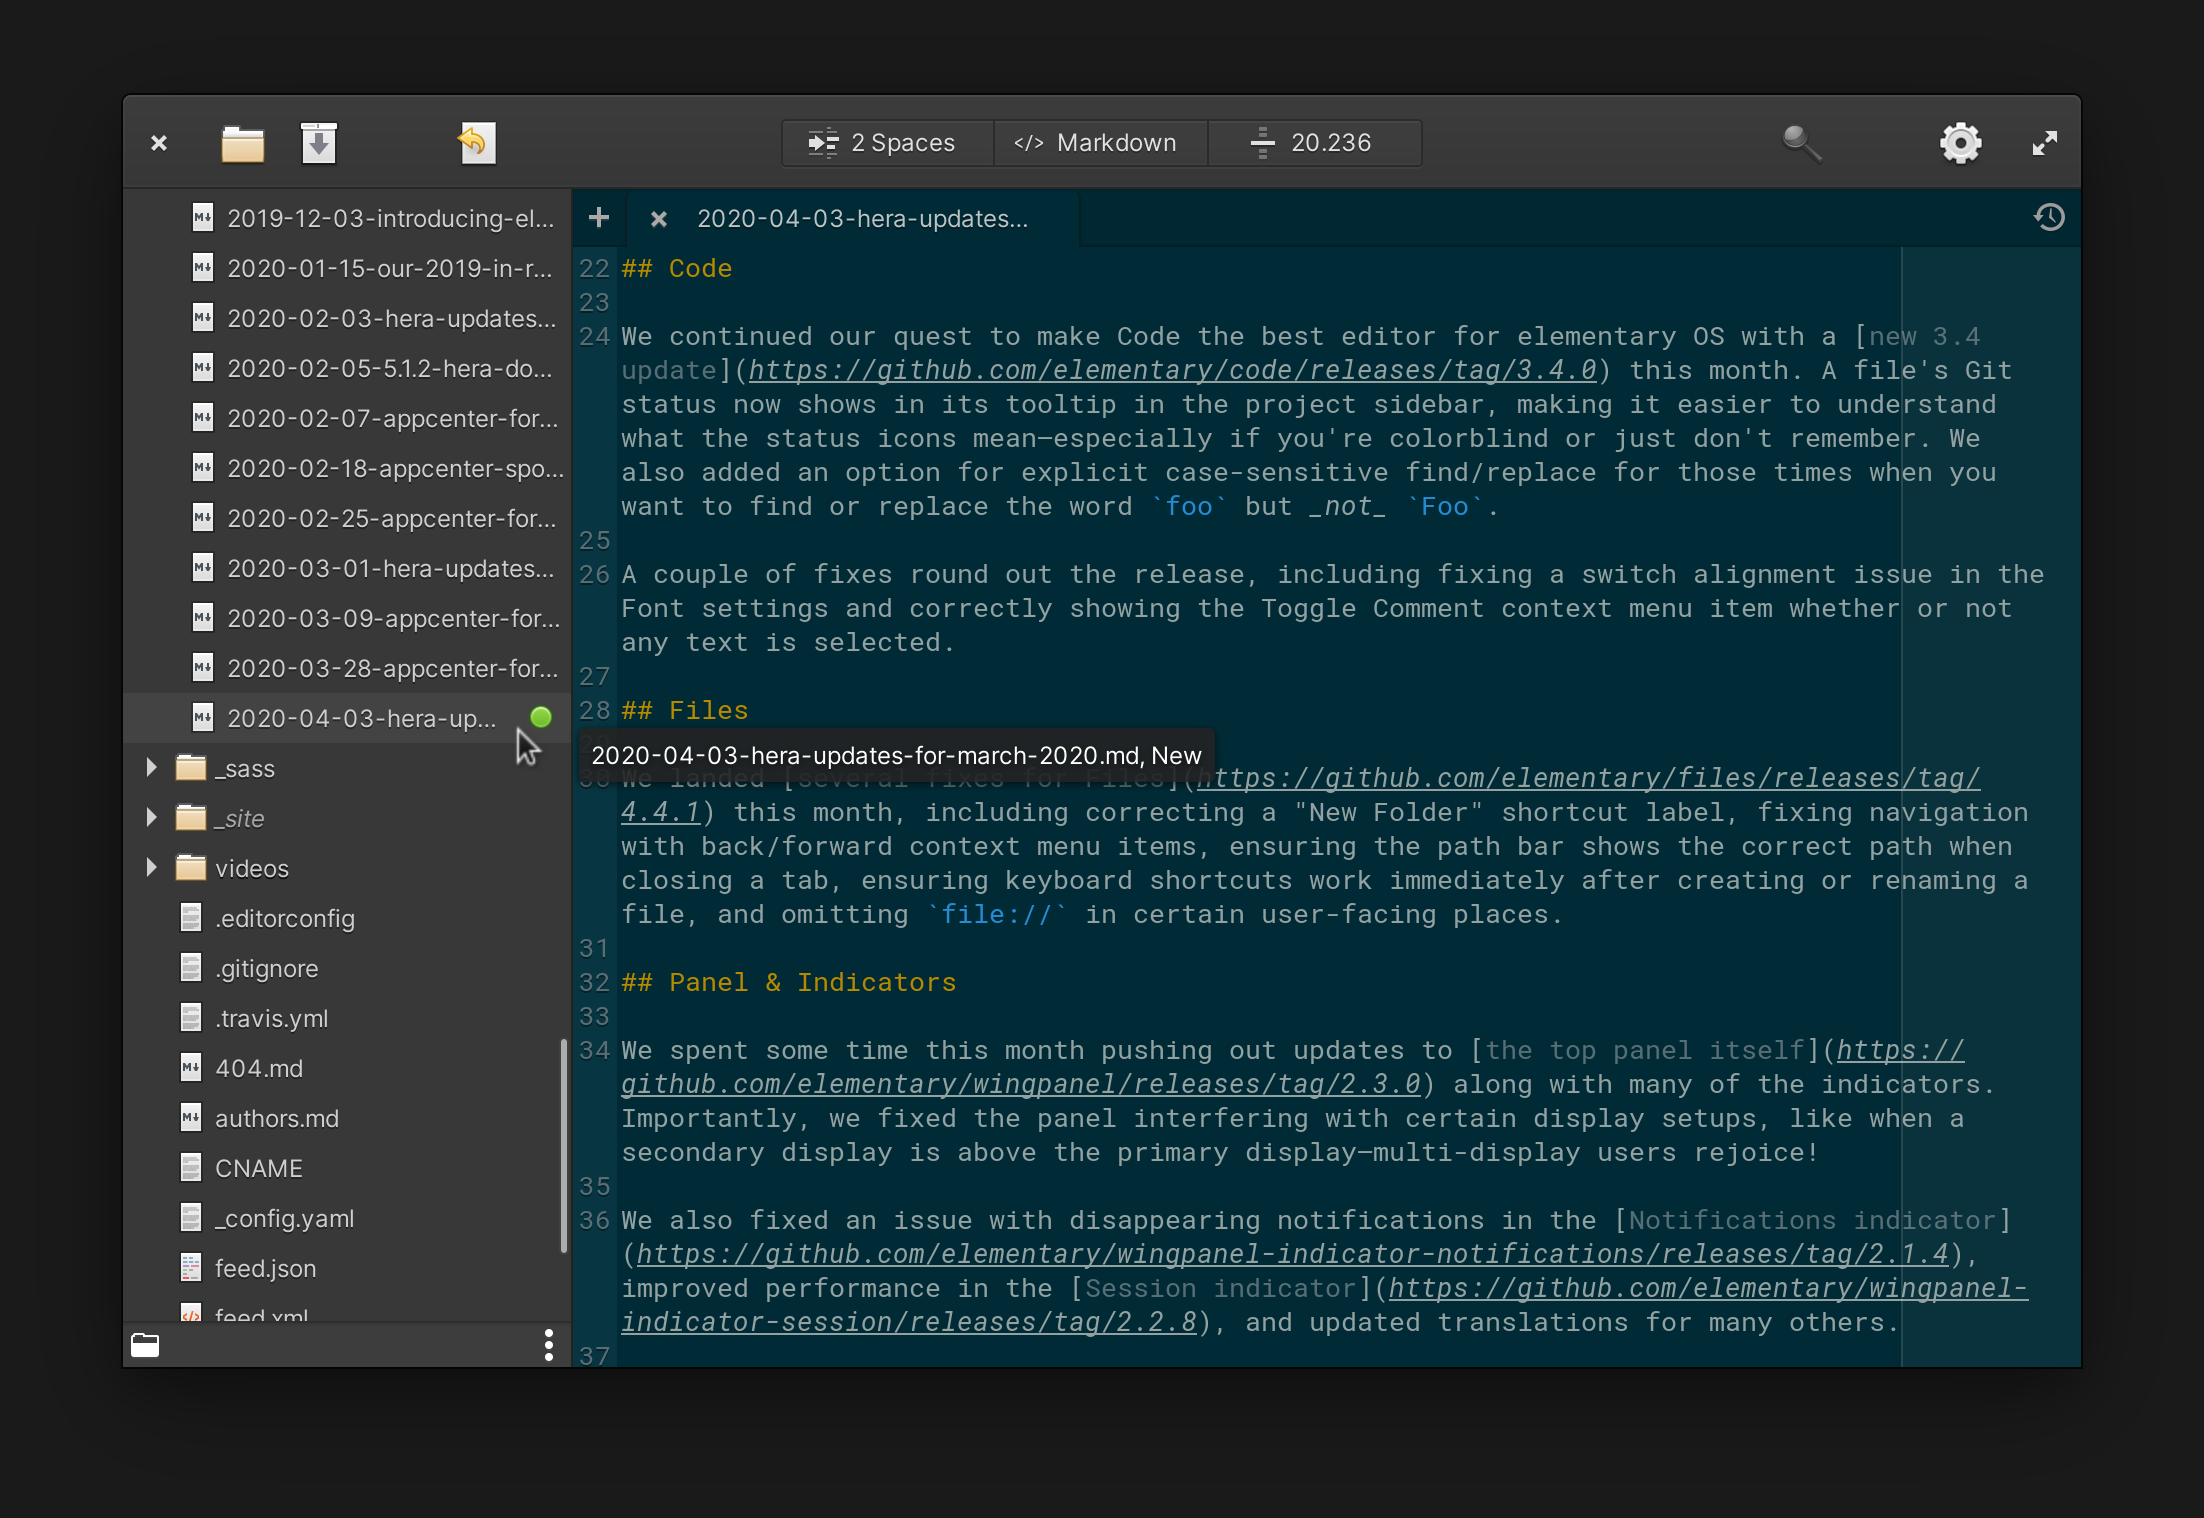 2 Spaces
</> Markdown
20.236
2019-12-03-introducing-el...
2020-01-15-our-2019-in-r...
2020-02-03-hera-updates...
2020-02-05-5.1.2-hera-do...
2020-02-07-appcenter-for...
2020-02-18-appcenter-spo...
2020-02-25-appcenter-for...
2020-03-01-hera-updates...
2020-03-09-appcenter-for...
2020-03-28-appcenter-for...
2020-04-03-hera-up...
_sass
_site
videos
.editorconfig
.gitignore
.travis.yml
404.md
authors.md
CNAME
_config.yaml
feed.json
feed.xml
2020-04-03-hera-updates...
22 ## Code
23
24 We continued our quest to make Code the best editor for elementary OS with a [new 3.4
update](https://github.com/elementary/code/releases/tag/3.4.0) this month. A file's Git
status now shows in its tooltip in the project sidebar, making it easier to understand
what the status icons mean—especially if you're colorblind or just don't remember. We
also added an option for explicit case-sensitive find/replace for those times when you
want to find or replace the word `foo` but _not_ `Foo`.
25
26 A couple of fixes round out the release, including fixing a switch alignment issue in the
Font settings and correctly showing the Toggle Comment context menu item whether or not
any text is selected.
27
28 ## Files
2020-04-03-hera-updates-for-march-2020.md, New
30 We landed [several fixes for Files](https://github.com/elementary/files/releases/tag/
4.4.1) this month, including correcting a "New Folder" shortcut label, fixing navigation
with back/forward context menu items, ensuring the path bar shows the correct path when
closing a tab, ensuring keyboard shortcuts work immediately after creating or renaming a
file, and omitting `file://` in certain user-facing places.
31
32 ## Panel & Indicators
33
34 We spent some time this month pushing out updates to [the top panel itself](https://
github.com/elementary/wingpanel/releases/tag/2.3.0) along with many of the indicators.
Importantly, we fixed the panel interfering with certain display setups, like when a
secondary display is above the primary display—multi-display users rejoice!
35
36 We also fixed an issue with disappearing notifications in the [Notifications indicator]
(https://github.com/elementary/wingpanel-indicator-notifications/releases/tag/2.1.4),
improved performance in the [Session indicator](https://github.com/elementary/wingpanel-
indicator-session/releases/tag/2.2.8), and updated translations for many others.
37